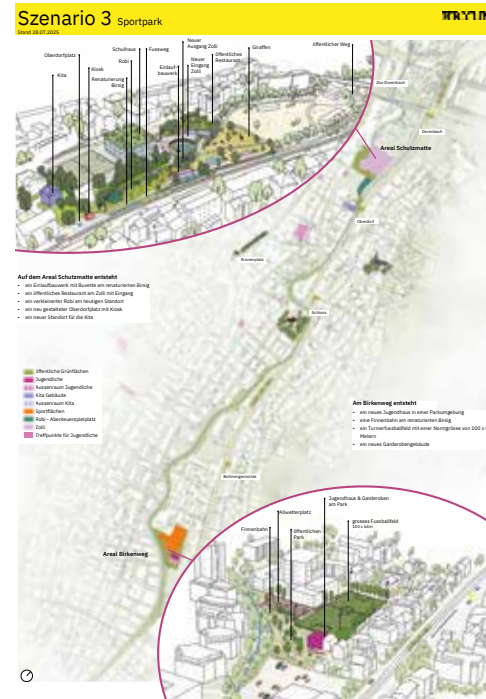 Szenario 3 Sportpark
Stand 28.07.2025
Kita
Oberdorfplatz
Kiosk
Renaturierung
Birsig
Robi
Schulhaus
Fussweg
Einlauf-
bauwerk
Neuer
Ausgang Zolli
Neuer
Eingang
Zolli
öffentliches
Restaurant
Giraffen
öffentlicher Weg
Zoo Dorenbach
Dorenbach
Areal Schutzmatte
Oberdorf
Kronenplatz
Schloss
Auf dem Areal Schutzmatte entsteht
- ein Einlaufbauwerk mit Buvette am renaturierten Birsig
- ein öffentliches Restaurant am Zolli mit Eingang
- ein verkleinerter Robi am heutigen Standort
- ein neu gestalteter Oberdorfplatz mit Kiosk
- ein neuer Standort für die Kita
öffentliche Grünflächen
Jugendliche
Aussenraum Jugendliche
Kita Gebäude
Aussenraum Kita
Sportflächen
Robi - Abenteuerspielplatz
Zolli
Treffpunkte für Jugendliche
Am Birkenweg entsteht
- ein neues Jugendhaus in einer Parkumgebung
- eine Finnenbahn am renaturierten Birsig
- ein Turnierfussballfeld mit einer Normgrösse von 100 x
Metern
- ein neues Garderobengebäude
Bottmingermühle
Areal Birkenweg
Finnenbahn
Allwetterplatz
öffentlichen
Park
Jugendhaus & Garderoben
am Park
grosses Fussballfeld
100 x 64m